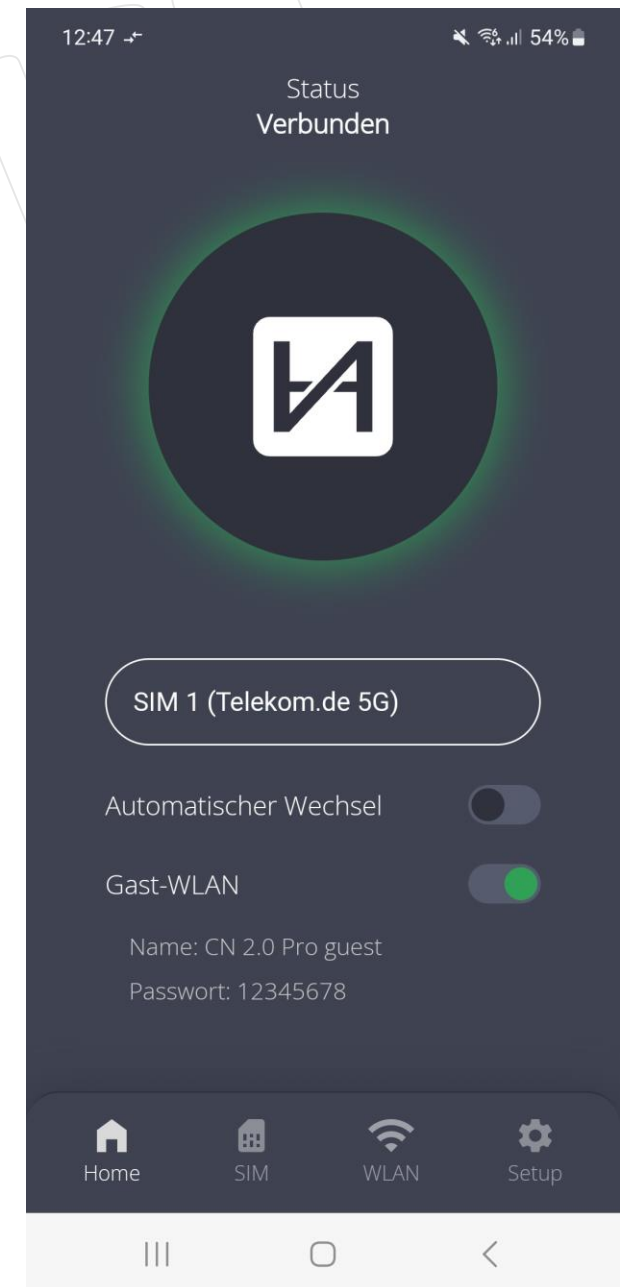 12:47
54%
Status
Verbunden
SIM 1 (Telekom.de 5G)
Automatischer Wechsel
Gast-WLAN
Name: CN 2.0 Pro guest
Passwort: 12345678
Home SIM WLAN Setup